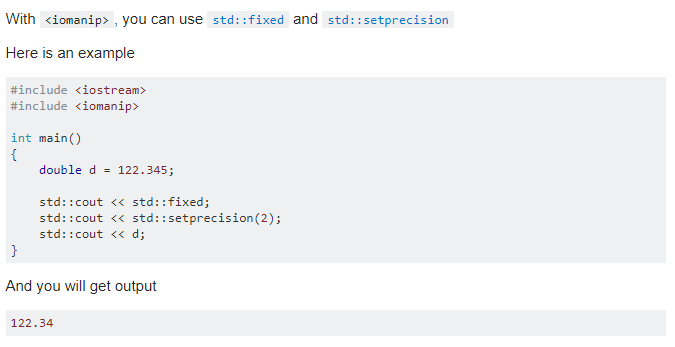 With <iomanip>, you can use std::fixed and std::setprecision
Here is an example
#include <iostream>
#include <iomanip>
int main()
{
    double d = 122.345;
    std::cout << std::fixed;
    std::cout << std::setprecision(2);
    std::cout << d;
}
And you will get output
122.34